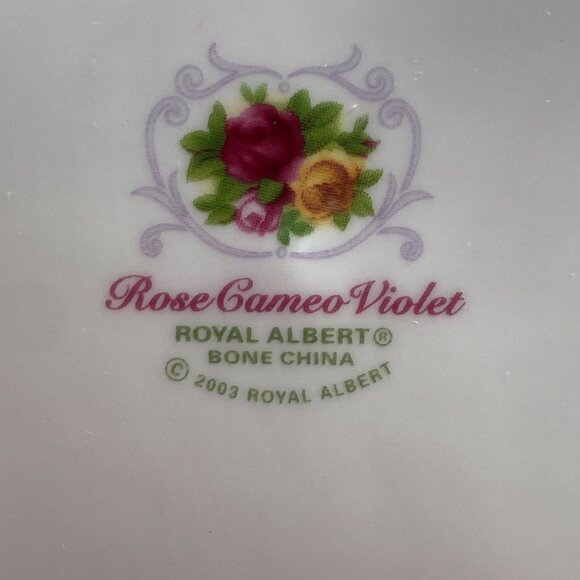 Rose Cameo Violet
ROYAL ALBERT®
BONE CHINA
© 2003 ROYAL ALBERT